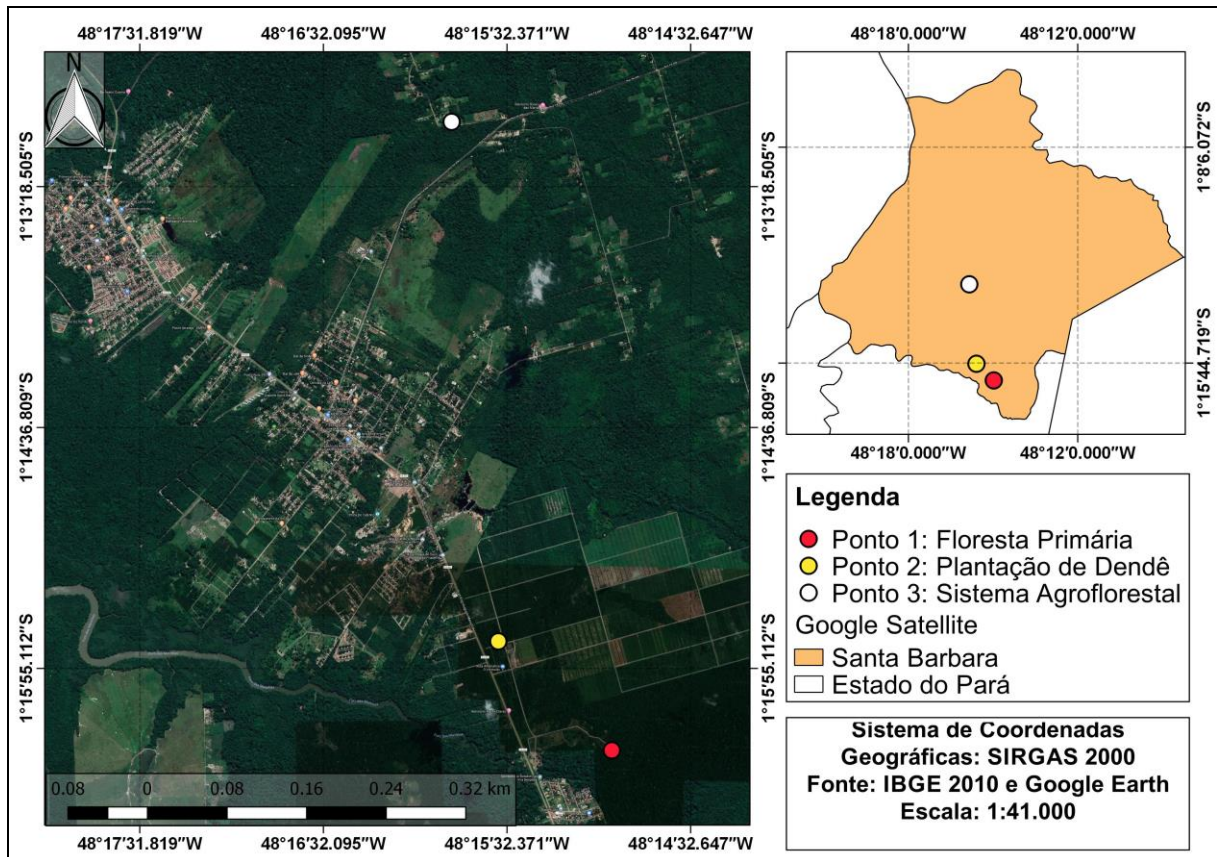 48°17'31.819"W 48°16'32.095"W 48°15'32.371"W 48°14'32.647"W
N
1°13'18.505"S
1°14'36.809"S
1°15'55.112"S
1°13'18.505"S
1°14'36.809"S
1°15'55.112"S
0.08 0 0.08 0.16 0.24 0.32 km
48°17'31.819"W 48°16'32.095"W 48°15'32.371"W 48°14'32.647"W
48°18'0.000"W 48°12'0.000"W
1°8'6.072"S
1°15'44.719"S
48°18'0.000"W 48°12'0.000"W
Legenda
Ponto 1: Floresta Primária
Ponto 2: Plantação de Dendê
Ponto 3: Sistema Agroflorestal
Google Satellite
Santa Barbara
Estado do Pará
Sistema de Coordenadas
Geográficas: SIRGAS 2000
Fonte: IBGE 2010 e Google Earth
Escala: 1:41.000